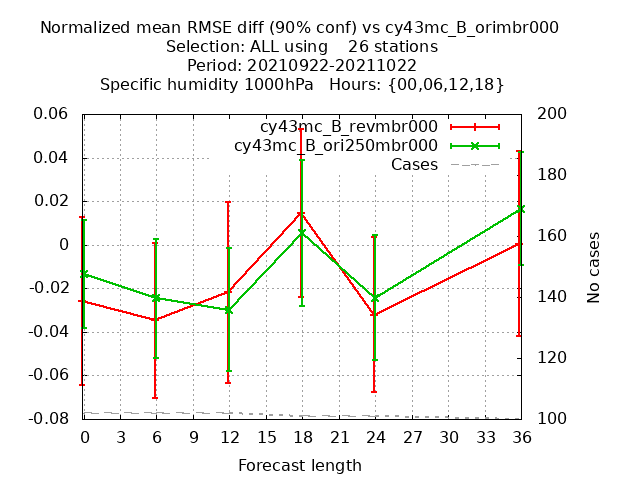 Normalized mean RMSE diff (90% conf) vs cy43mc_B_orimbr000
Selection: ALL using    26 stations
Period: 20210922-20211022
Specific humidity 1000hPa   Hours: {00,06,12,18}
cy43mc_B_revmbr000
cy43mc_B_ori250mbr000
Cases
0.06
0.04
0.02
0
-0.02
-0.04
-0.06
-0.08
200
180
160
140
120
100
No cases
0 3 6 9 12 15 18 21 24 27 30 33 36
Forecast length